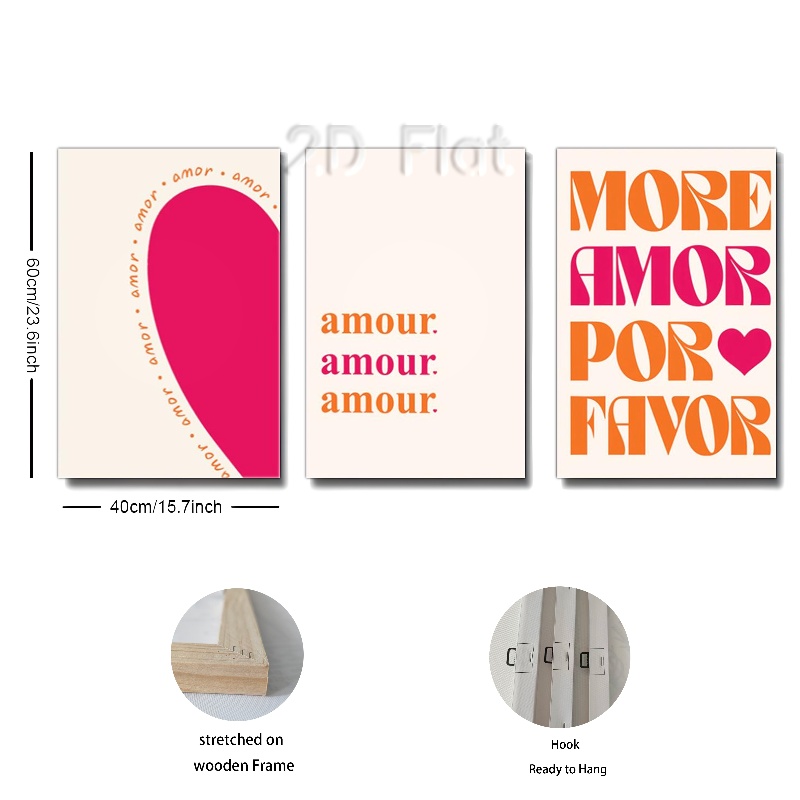 2D Flat
amor • amor • amor • amor • amor • amor • amor
60cm/23.6inch
40cm/15.7inch
amour.
amour.
amour.
MORE
AMOR
POR ♥
FAVOR
stretched on
wooden Frame
Hook
Ready to Hang